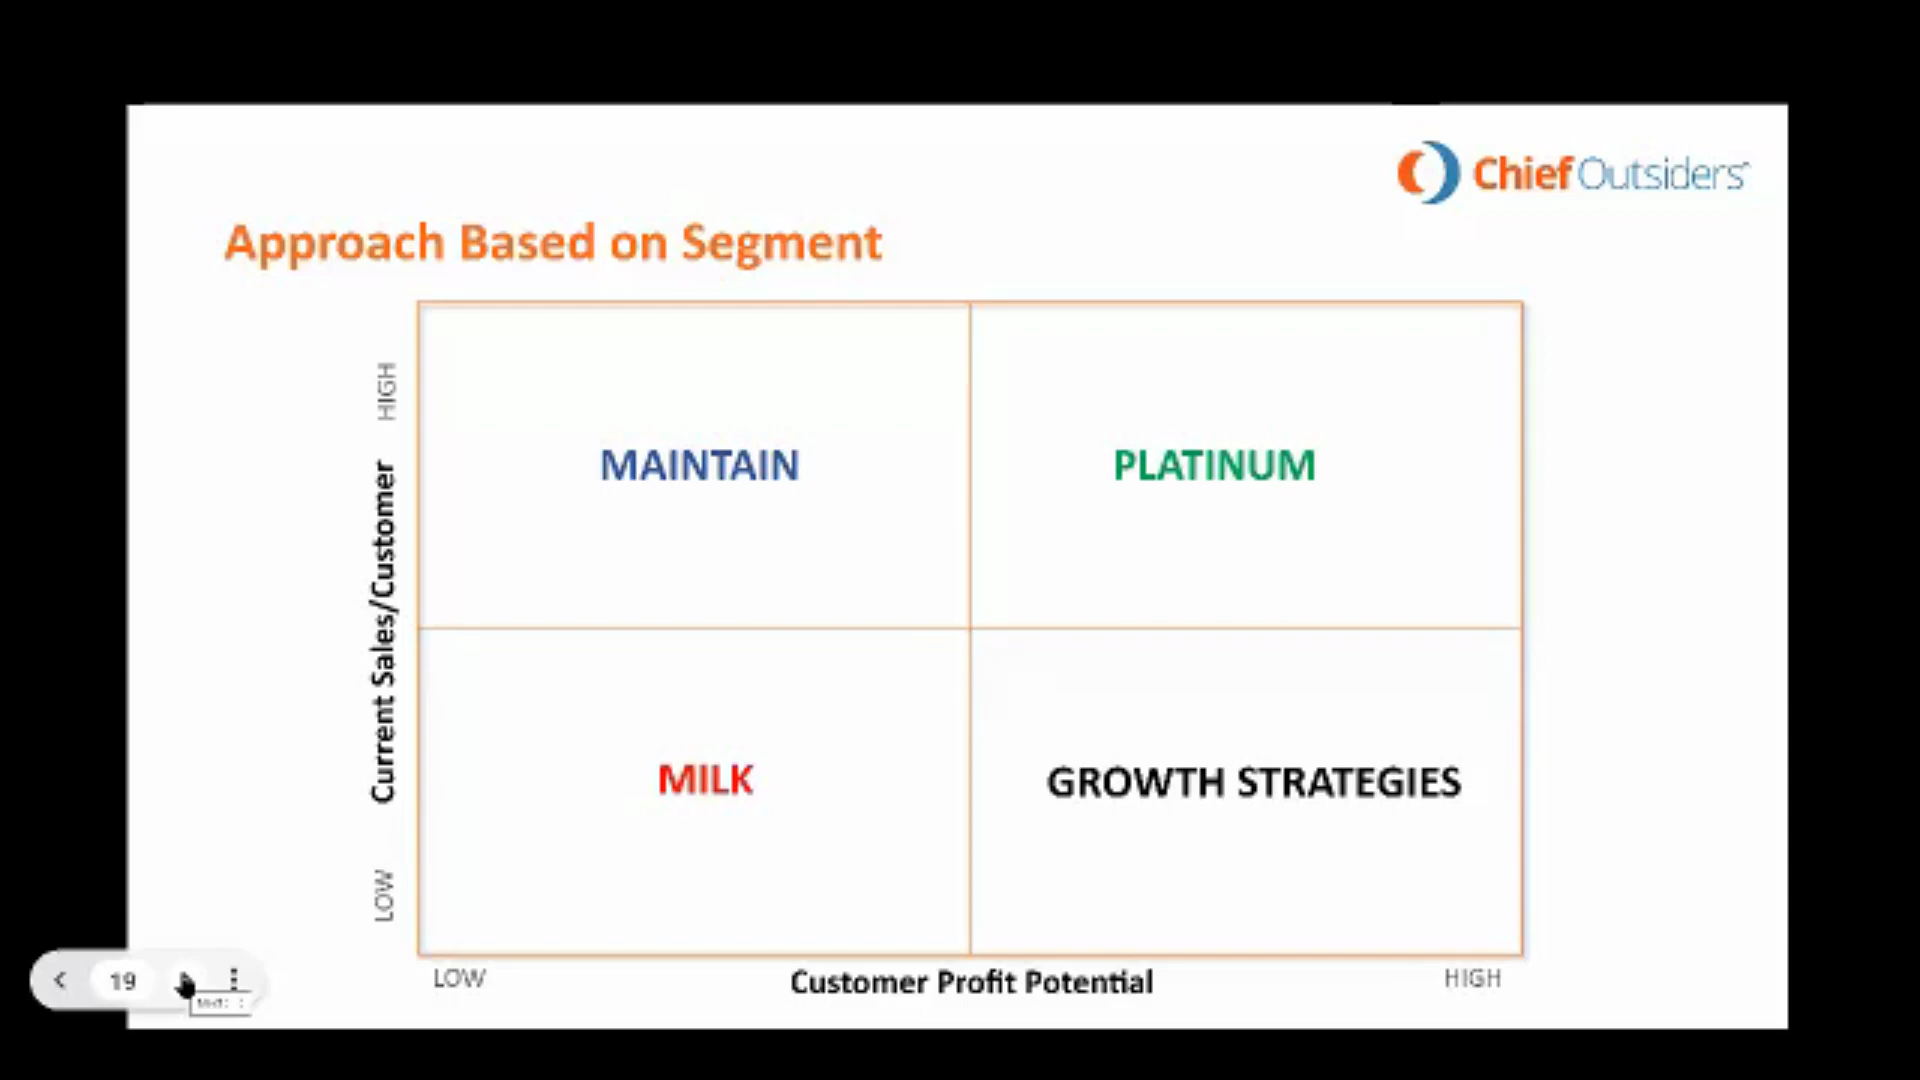 Chief Outsiders
Approach Based on Segment
HIGH
MAINTAIN
PLATINUM
Current Sales/Customer
MILK
GROWTH STRATEGIES
LOW
LOW
Customer Profit Potential
HIGH
19